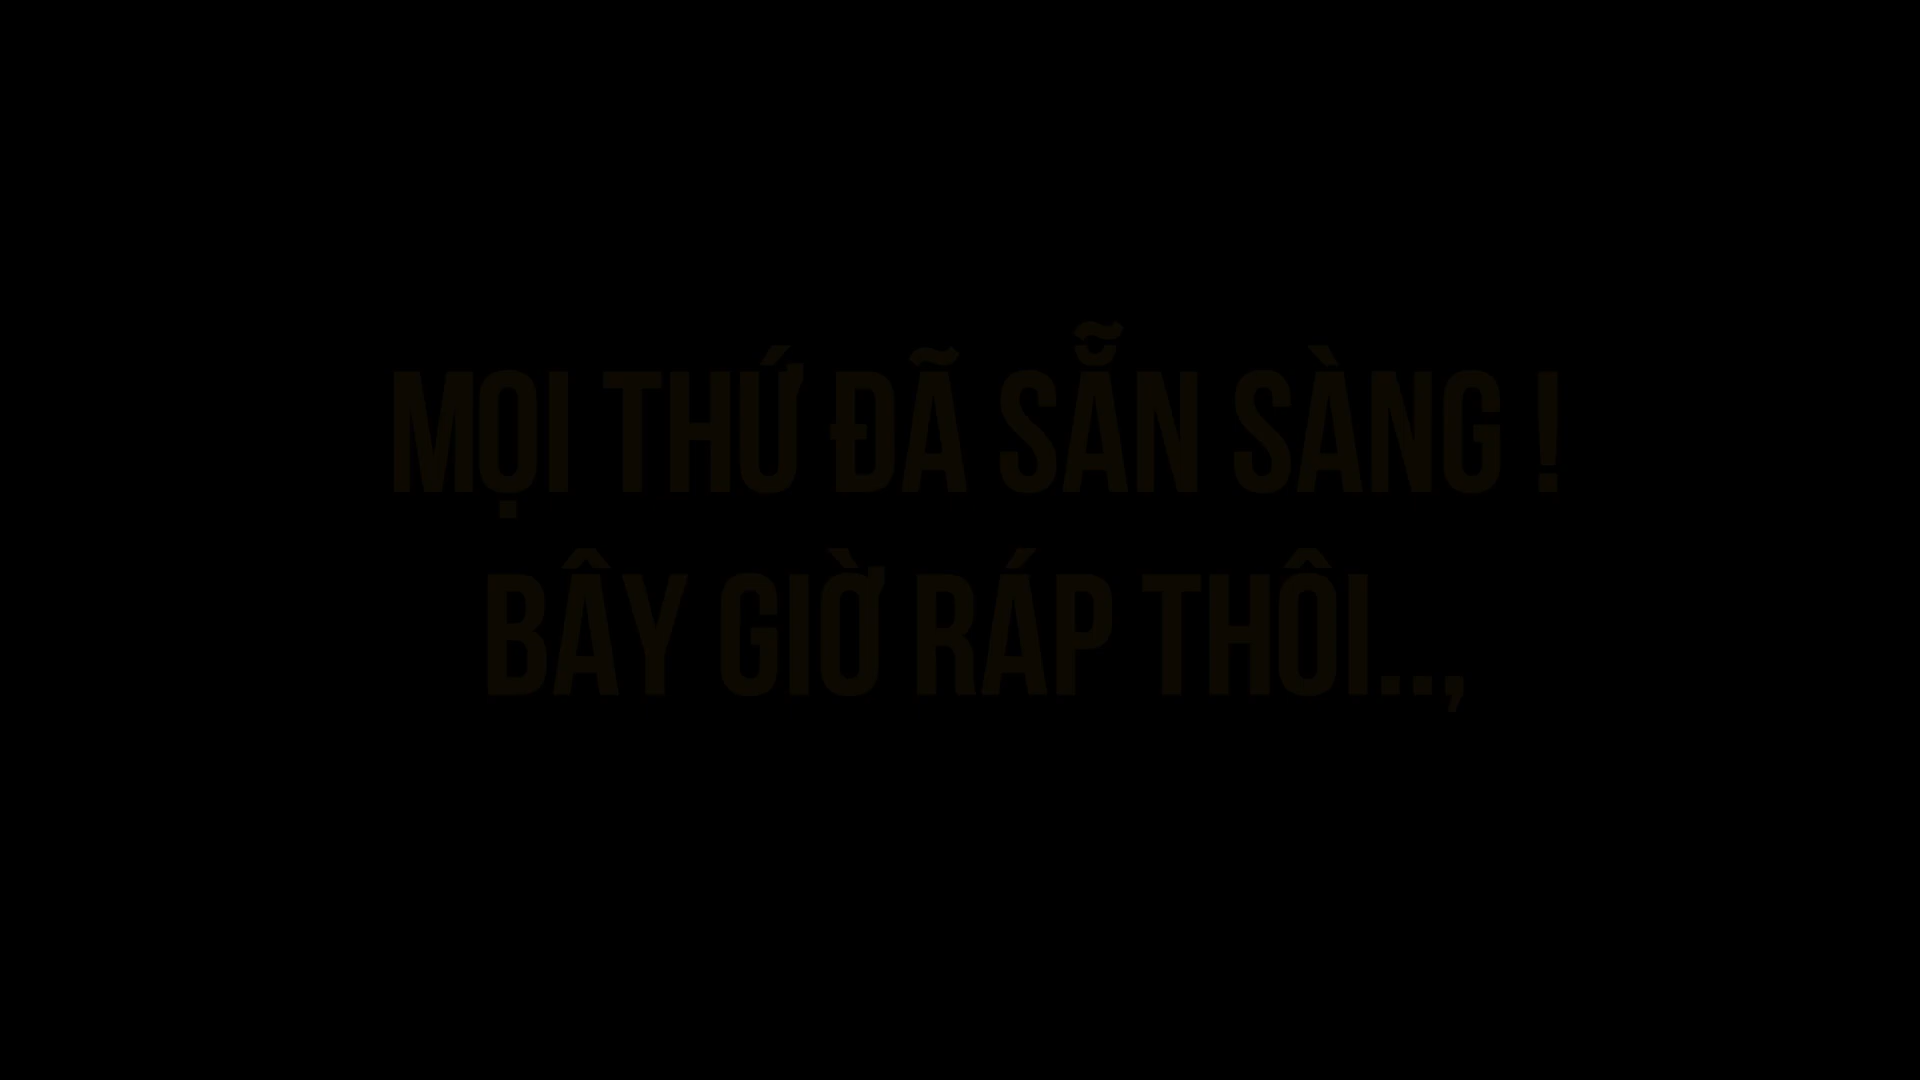 MỌI THỨ ĐÃ SẴN SÀNG !
BÂY GIỜ RÁP THÔI..,